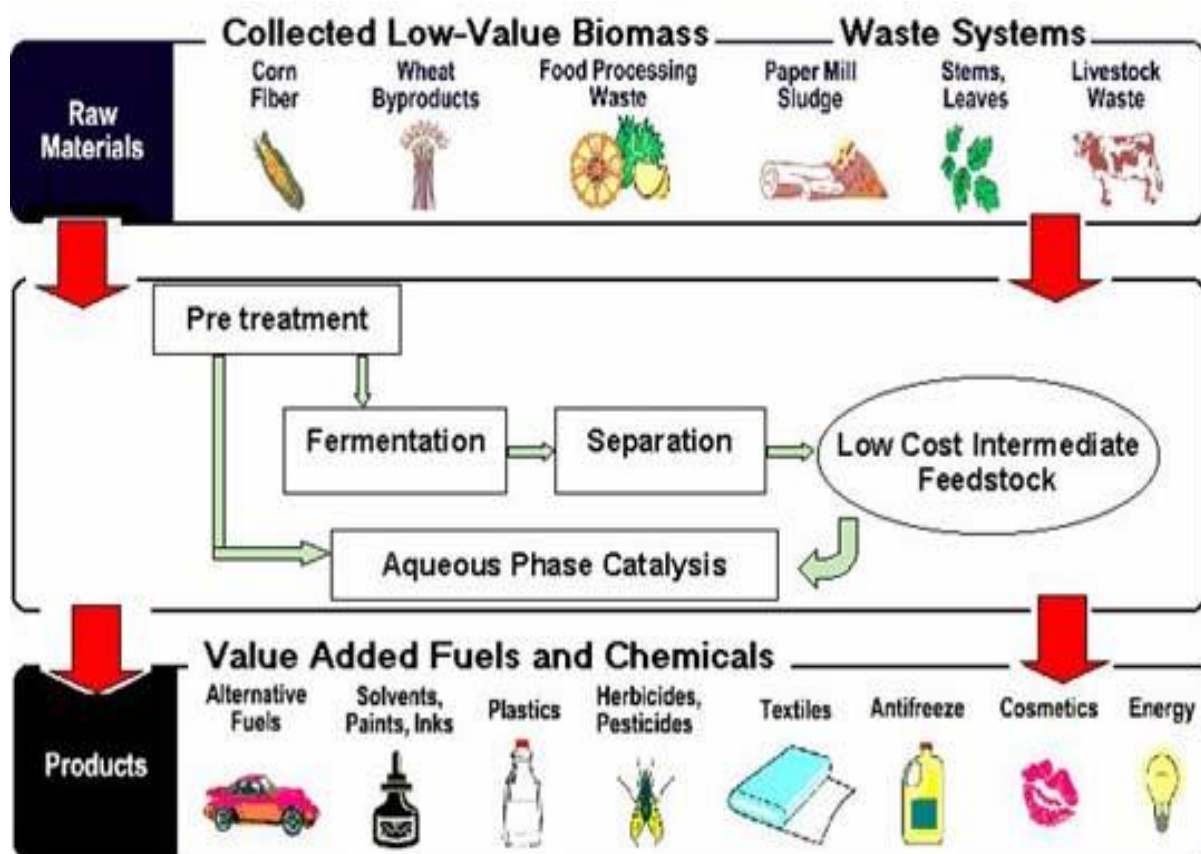 Collected Low-Value Biomass
Waste Systems
Raw
Materials
Corn
Fiber
Wheat
Byproducts
Food Processing
Waste
Paper Mill
Sludge
Stems,
Leaves
Livestock
Waste
Pre treatment
Fermentation
Separation
Low Cost Intermediate
Feedstock
Aqueous Phase Catalysis
Value Added Fuels and Chemicals
Products
Alternative
Fuels
Solvents,
Paints, Inks
Plastics
Herbicides,
Pesticides
Textiles
Antifreeze
Cosmetics
Energy